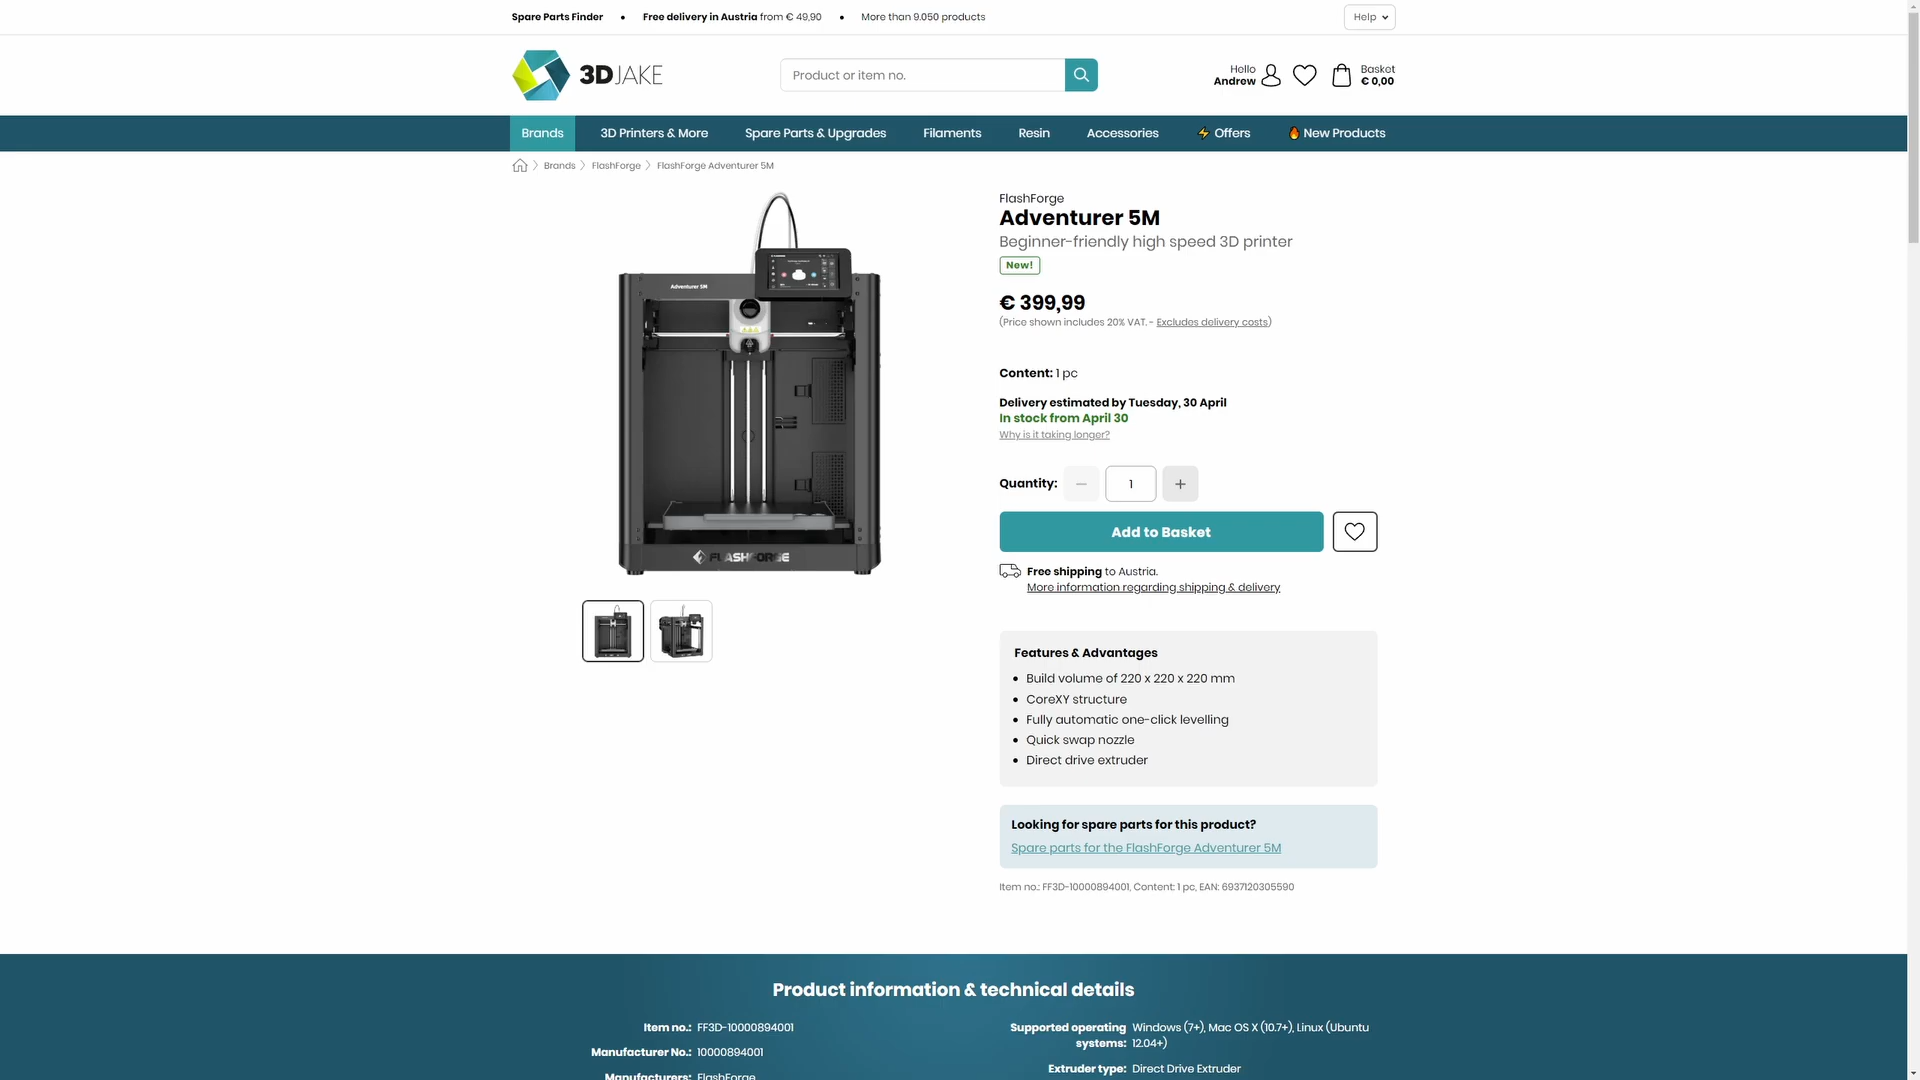 Spare Parts Finder • Free delivery in Austria from € 49,90 • More than 9.050 products
Help
3DJAKE
Product or item no.
Hello
Andrew
Basket
€ 0,00
Brands
3D Printers & More
Spare Parts & Upgrades
Filaments
Resin
Accessories
Offers
New Products
Brands
FlashForge
FlashForge Adventurer 5M
Adventurer 5M
FLASHFORGE
FlashForge
Adventurer 5M
Beginner-friendly high speed 3D printer
New!
€ 399,99
(Price shown includes 20% VAT. - Excludes delivery costs)
Content: 1 pc
Delivery estimated by Tuesday, 30 April
In stock from April 30
Why is it taking longer?
Quantity: − 1 +
Add to Basket
Free shipping to Austria.
More information regarding shipping & delivery
Features & Advantages
• Build volume of 220 x 220 x 220 mm
• CoreXY structure
• Fully automatic one-click levelling
• Quick swap nozzle
• Direct drive extruder
Looking for spare parts for this product?
Spare parts for the FlashForge Adventurer 5M
Item no.: FF3D-10000894001, Content: 1 pc, EAN: 6937120305590
Product information & technical details
Item no.: FF3D-10000894001
Manufacturer No.: 10000894001
Manufacturers: FlashForge
Supported operating systems: Windows (7+), Mac OS X (10.7+), Linux (Ubuntu
12.04+)
Extruder type: Direct Drive Extruder